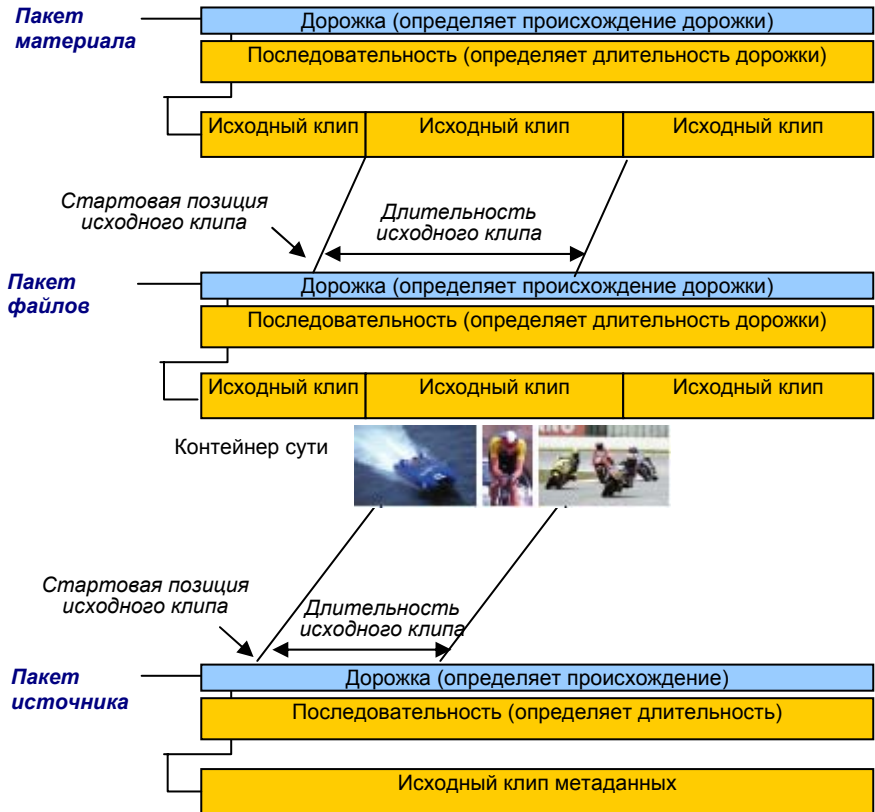 Пакет
материала
Дорожка (определяет происхождение дорожки)
Последовательность (определяет длительность дорожки)
Исходный клип
Исходный клип
Исходный клип
Стартовая позиция
исходного клипа
Длительность
исходного клипа
Пакет
файлов
Дорожка (определяет происхождение дорожки)
Последовательность (определяет длительность дорожки)
Исходный клип
Исходный клип
Исходный клип
Контейнер сути
Стартовая позиция
исходного клипа
Длительность
исходного клипа
Пакет
источника
Дорожка (определяет происхождение)
Последовательность (определяет длительность)
Исходный клип метаданных